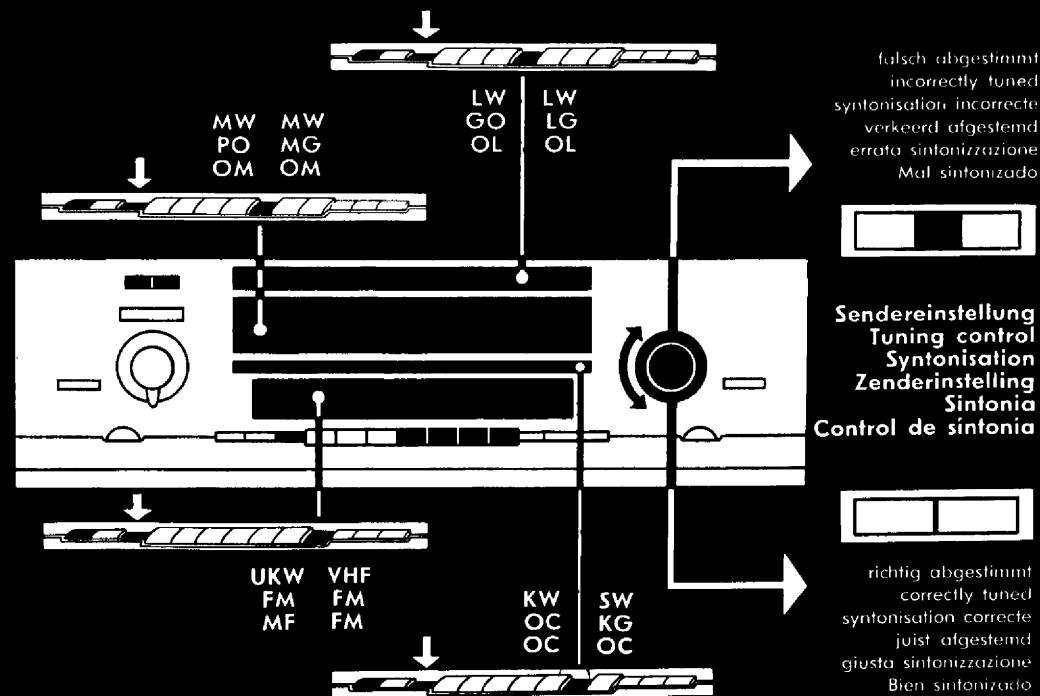 LW LW
GO LG
OL OL
MW MW
PO MG
OM OM
falsch abgestimmt
incorrectly tuned
syntonisation incorrecte
verkeerd afgestemd
errata sintonizzazione
Mal sintonizado
Sendereinstellung
Tuning control
Syntonisation
Zenderinstelling
Sintonia
Control de sintonia
UKW VHF
FM FM
MF FM
KW SW
OC KG
OC OC
richtig abgestimmt
correctly tuned
syntonisation correcte
juist afgestemd
giusta sintonizzazione
Bien sintonizado